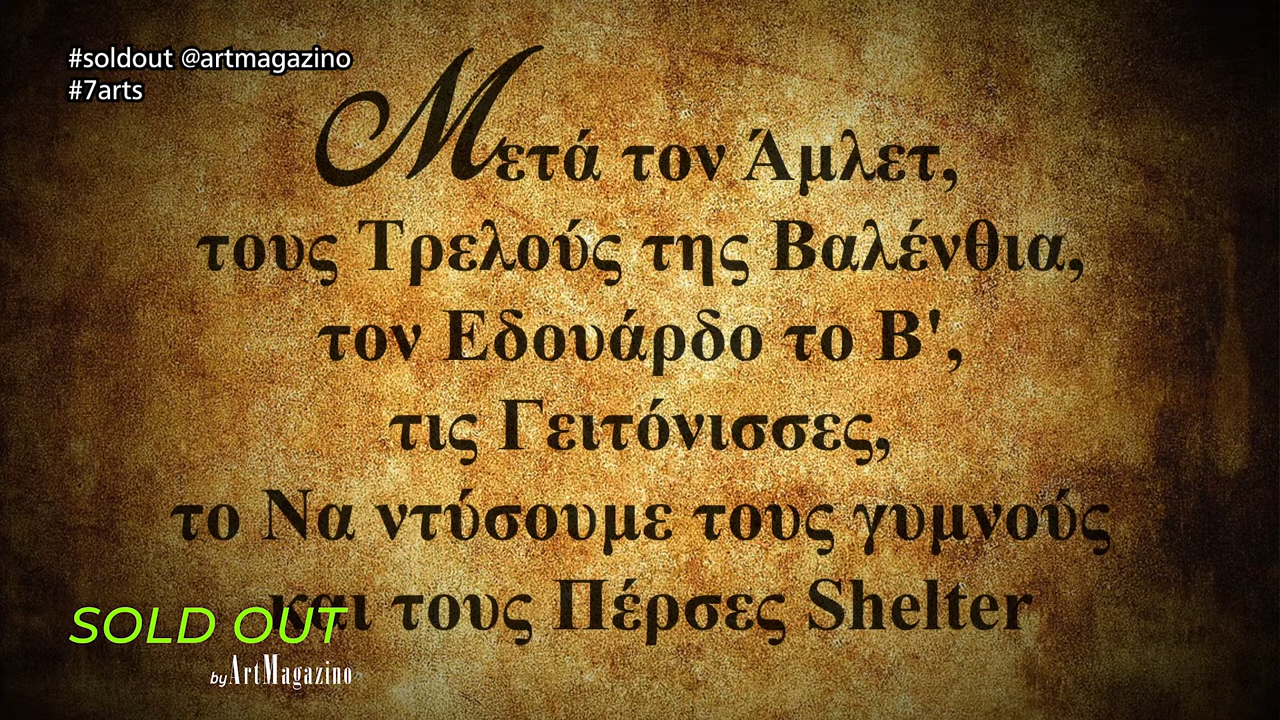 #soldout @artmagazino
#7arts
Μετά τον Άμλετ,
τους Τρελούς της Βαλένθια,
τον Εδουάρδο το Β',
τις Γειτόνισσες,
το Να ντύσουμε τους γυμνούς
και τους Πέρσες Shelter
SOLD OUT
by ArtMagazino